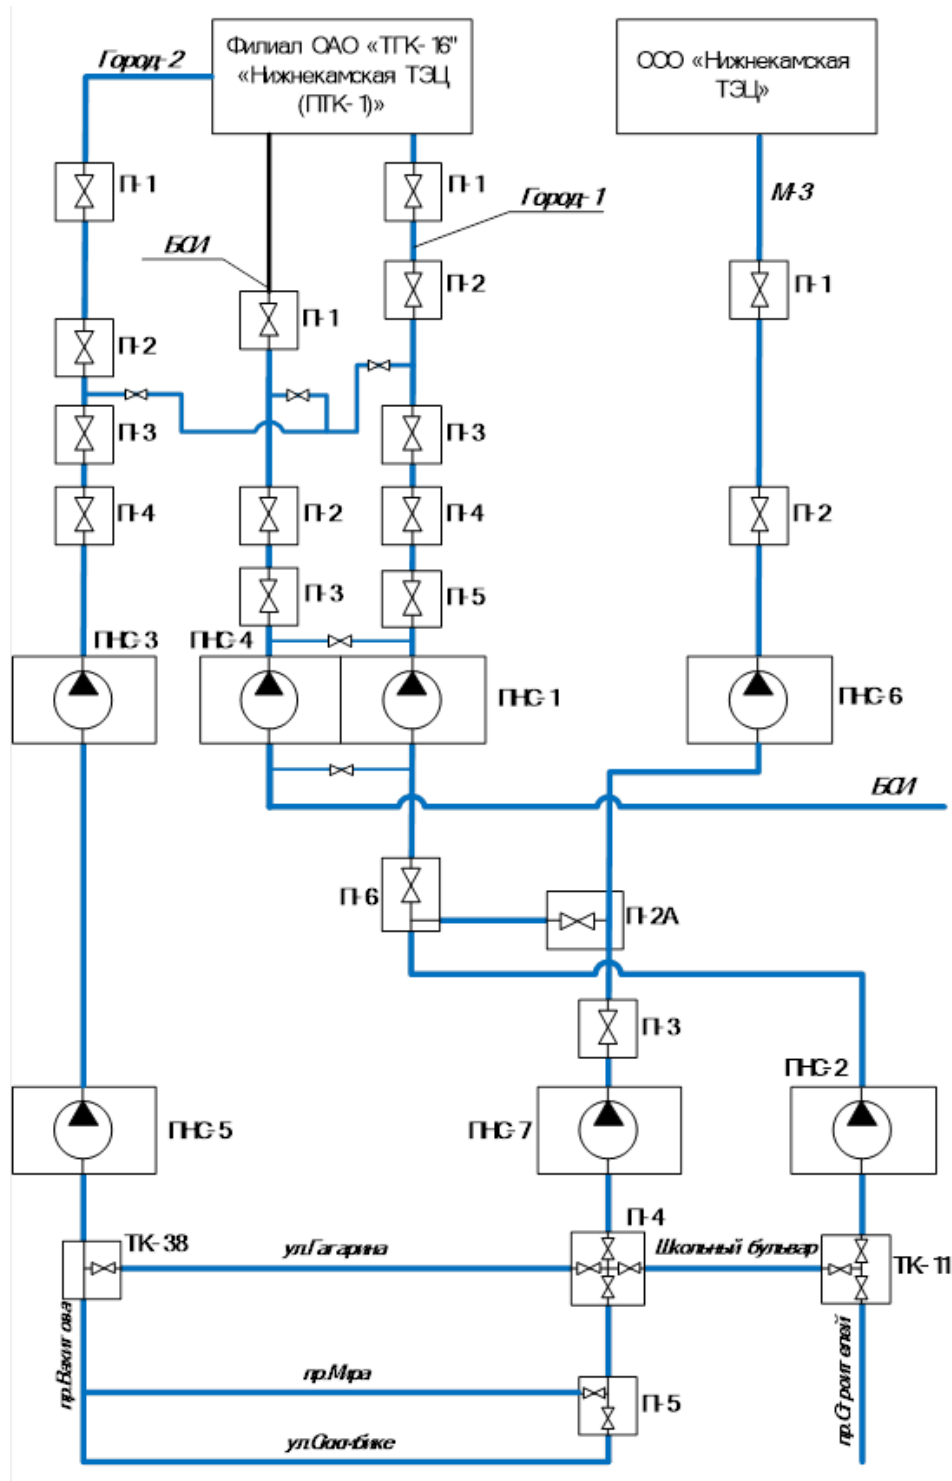 Город-2
Филиал ОАО «ТГК-16"
«Нижнекамская ТЭЦ
(ПТК-1)»
ООО «Нижнекамская
ТЭЦ»
П-1
П-1
Город-1
М-3
БСИ
П-2
П-1
П-1
П-2
П-3
П-3
П-4
П-2
П-4
П-2
П-3
П-5
ПНС-3
ПНС-4
ПНС-1
ПНС-6
БСИ
П-6
П-2А
П-3
ПНС-2
ПНС-5
ПНС-7
П-4
ТК-38
ул.Гагарина
Школьный бульвар
ТК-11
пр.Вахитова
пр.Мира
П-5
пр.Строителей
ул.Сююмбике